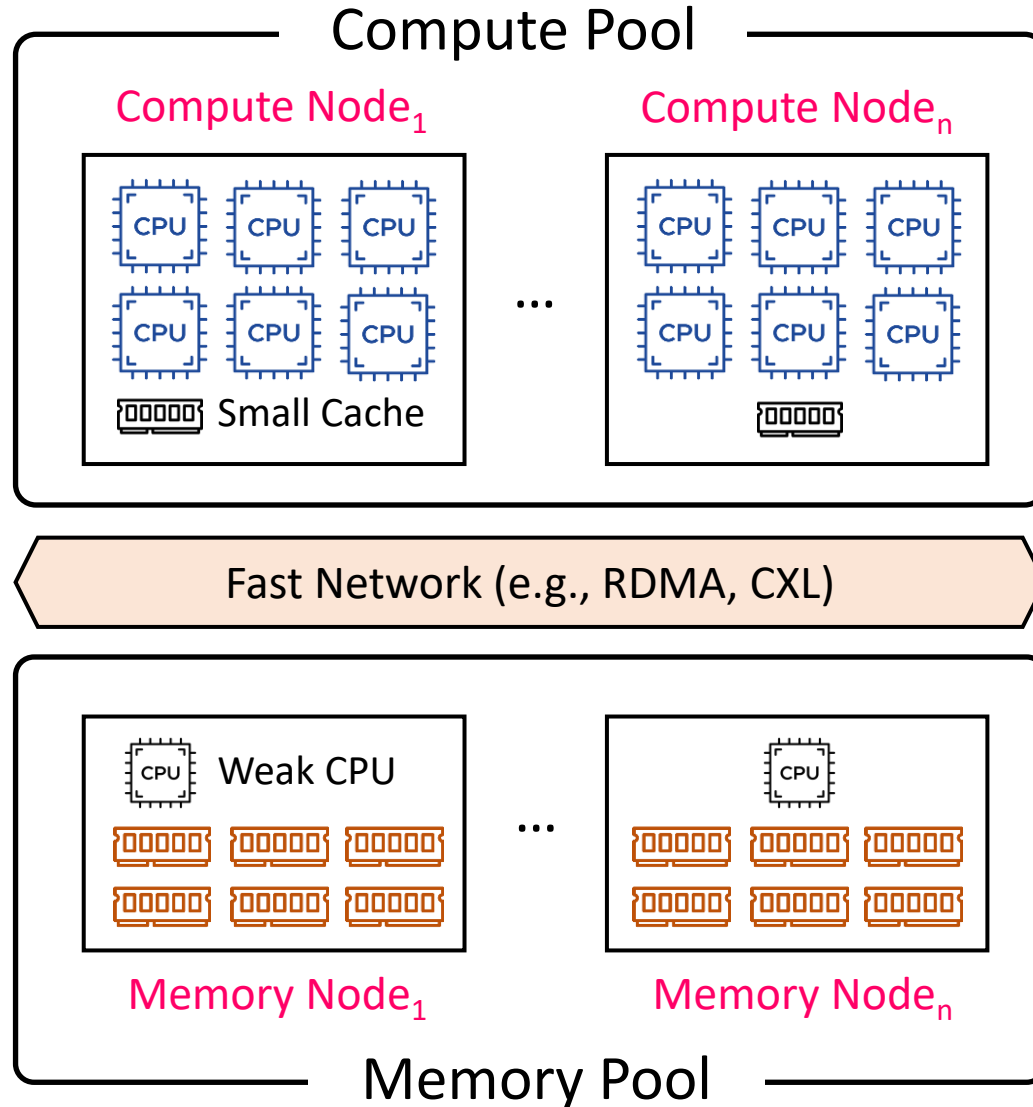 Compute Pool
Compute Node₁
Compute Noden
CPU CPU CPU
CPU CPU CPU
Small Cache
...
CPU CPU CPU
CPU CPU CPU
Fast Network (e.g., RDMA, CXL)
CPU Weak CPU
...
CPU
Memory Node₁
Memory Noden
Memory Pool